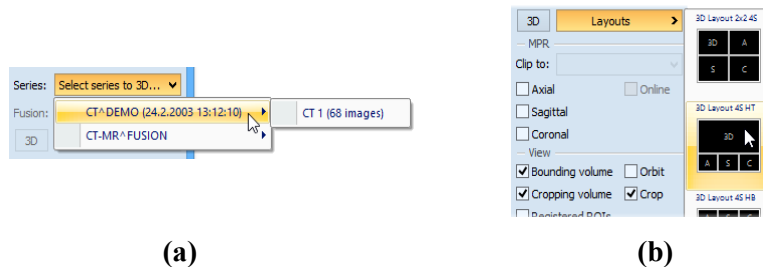 Series: Select series to 3D...
Fusion: CT^DEMO (24.2.2003 13:12:10) CT 1 (68 images)
3D CT-MR^FUSION
(a)
3D Layouts
MPR
Clip to:
Axial Online
Sagittal
Coronal
View
Bounding volume Orbit
Cropping volume Crop
Registered ROIs
3D Layout 2x2 4S
3D A
S C
3D Layout 4S HT
3D
A S C
3D Layout 4S HB
(b)